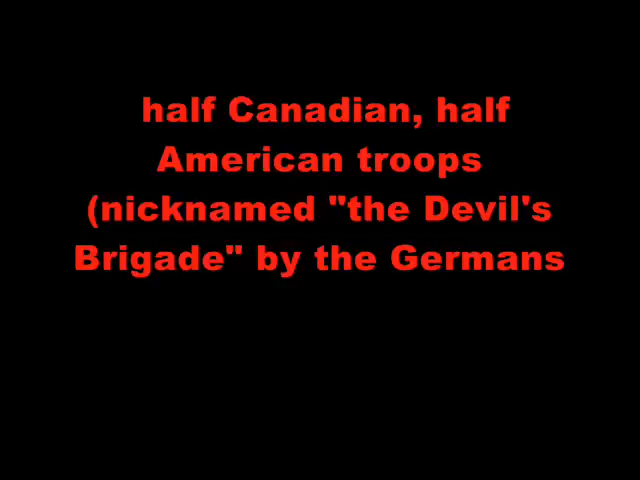 half Canadian, half
American troops
(nicknamed "the Devil's
Brigade" by the Germans